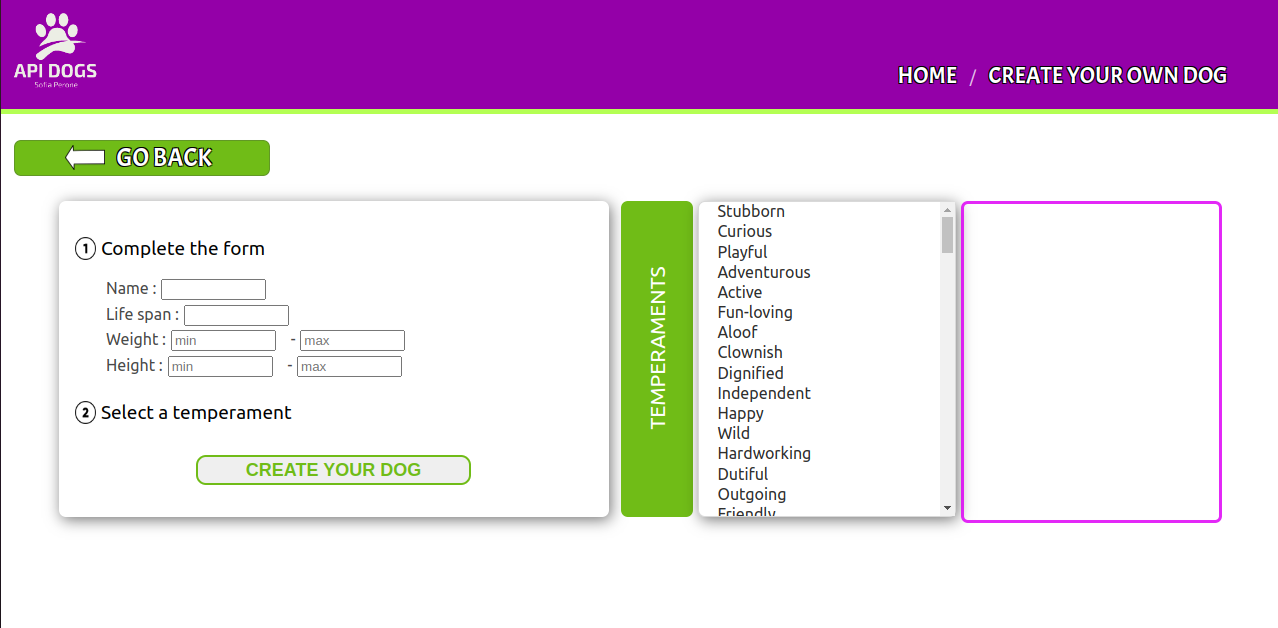 API DOGS
Sofia Perone
HOME / CREATE YOUR OWN DOG
GO BACK
1 Complete the form
Name :
Life span :
Weight : min - max
Height : min - max
2 Select a temperament
CREATE YOUR DOG
TEMPERAMENTS
Stubborn
Curious
Playful
Adventurous
Active
Fun-loving
Aloof
Clownish
Dignified
Independent
Happy
Wild
Hardworking
Dutiful
Outgoing
Friendly